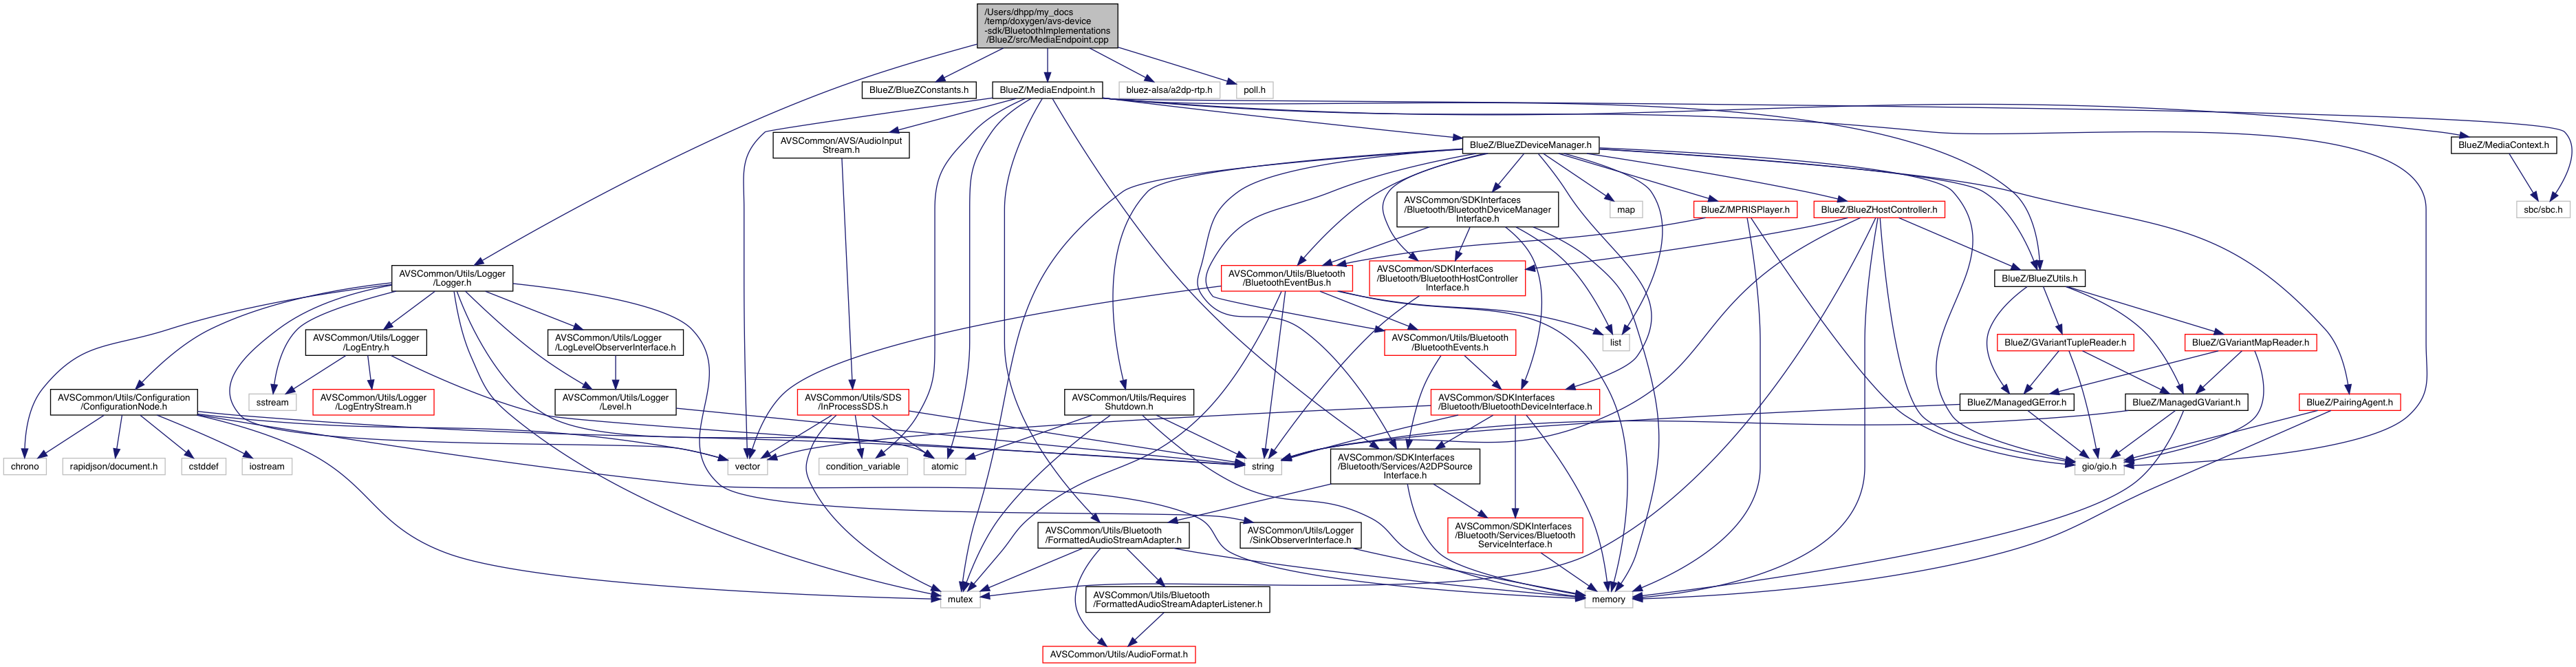 /Users/dhpp/my_docs
/temp/doxygen/avs-device
-sdk/BluetoothImplementations
/BlueZ/src/MediaEndpoint.cpp
BlueZ/BlueZConstants.h
BlueZ/MediaEndpoint.h
bluez-alsa/a2dp-rtp.h
poll.h
AVSCommon/AVS/AudioInput
Stream.h
BlueZ/BlueZDeviceManager.h
BlueZ/MediaContext.h
AVSCommon/SDKInterfaces
/Bluetooth/BluetoothDeviceManager
Interface.h
map
BlueZ/MPRISPlayer.h
BlueZ/BlueZHostController.h
sbc/sbc.h
AVSCommon/Utils/Logger
/Logger.h
AVSCommon/Utils/Bluetooth
/BluetoothEventBus.h
AVSCommon/SDKInterfaces
/Bluetooth/BluetoothHostController
Interface.h
BlueZ/BlueZUtils.h
AVSCommon/Utils/Logger
/LogEntry.h
AVSCommon/Utils/Logger
/LogLevelObserverInterface.h
AVSCommon/Utils/Bluetooth
/BluetoothEvents.h
list
BlueZ/GVariantTupleReader.h
BlueZ/GVariantMapReader.h
AVSCommon/Utils/Configuration
/ConfigurationNode.h
sstream
AVSCommon/Utils/Logger
/LogEntryStream.h
AVSCommon/Utils/Logger
/Level.h
AVSCommon/Utils/SDS
/InProcessSDS.h
AVSCommon/Utils/Requires
Shutdown.h
AVSCommon/SDKInterfaces
/Bluetooth/BluetoothDeviceInterface.h
BlueZ/ManagedGError.h
BlueZ/ManagedGVariant.h
BlueZ/PairingAgent.h
chrono
rapidjson/document.h
cstddef
iostream
vector
condition_variable
atomic
string
AVSCommon/SDKInterfaces
/Bluetooth/Services/A2DPSource
Interface.h
gio/gio.h
AVSCommon/Utils/Bluetooth
/FormattedAudioStreamAdapter.h
AVSCommon/Utils/Logger
/SinkObserverInterface.h
AVSCommon/SDKInterfaces
/Bluetooth/Services/Bluetooth
ServiceInterface.h
mutex
AVSCommon/Utils/Bluetooth
/FormattedAudioStreamAdapterListener.h
memory
AVSCommon/Utils/AudioFormat.h